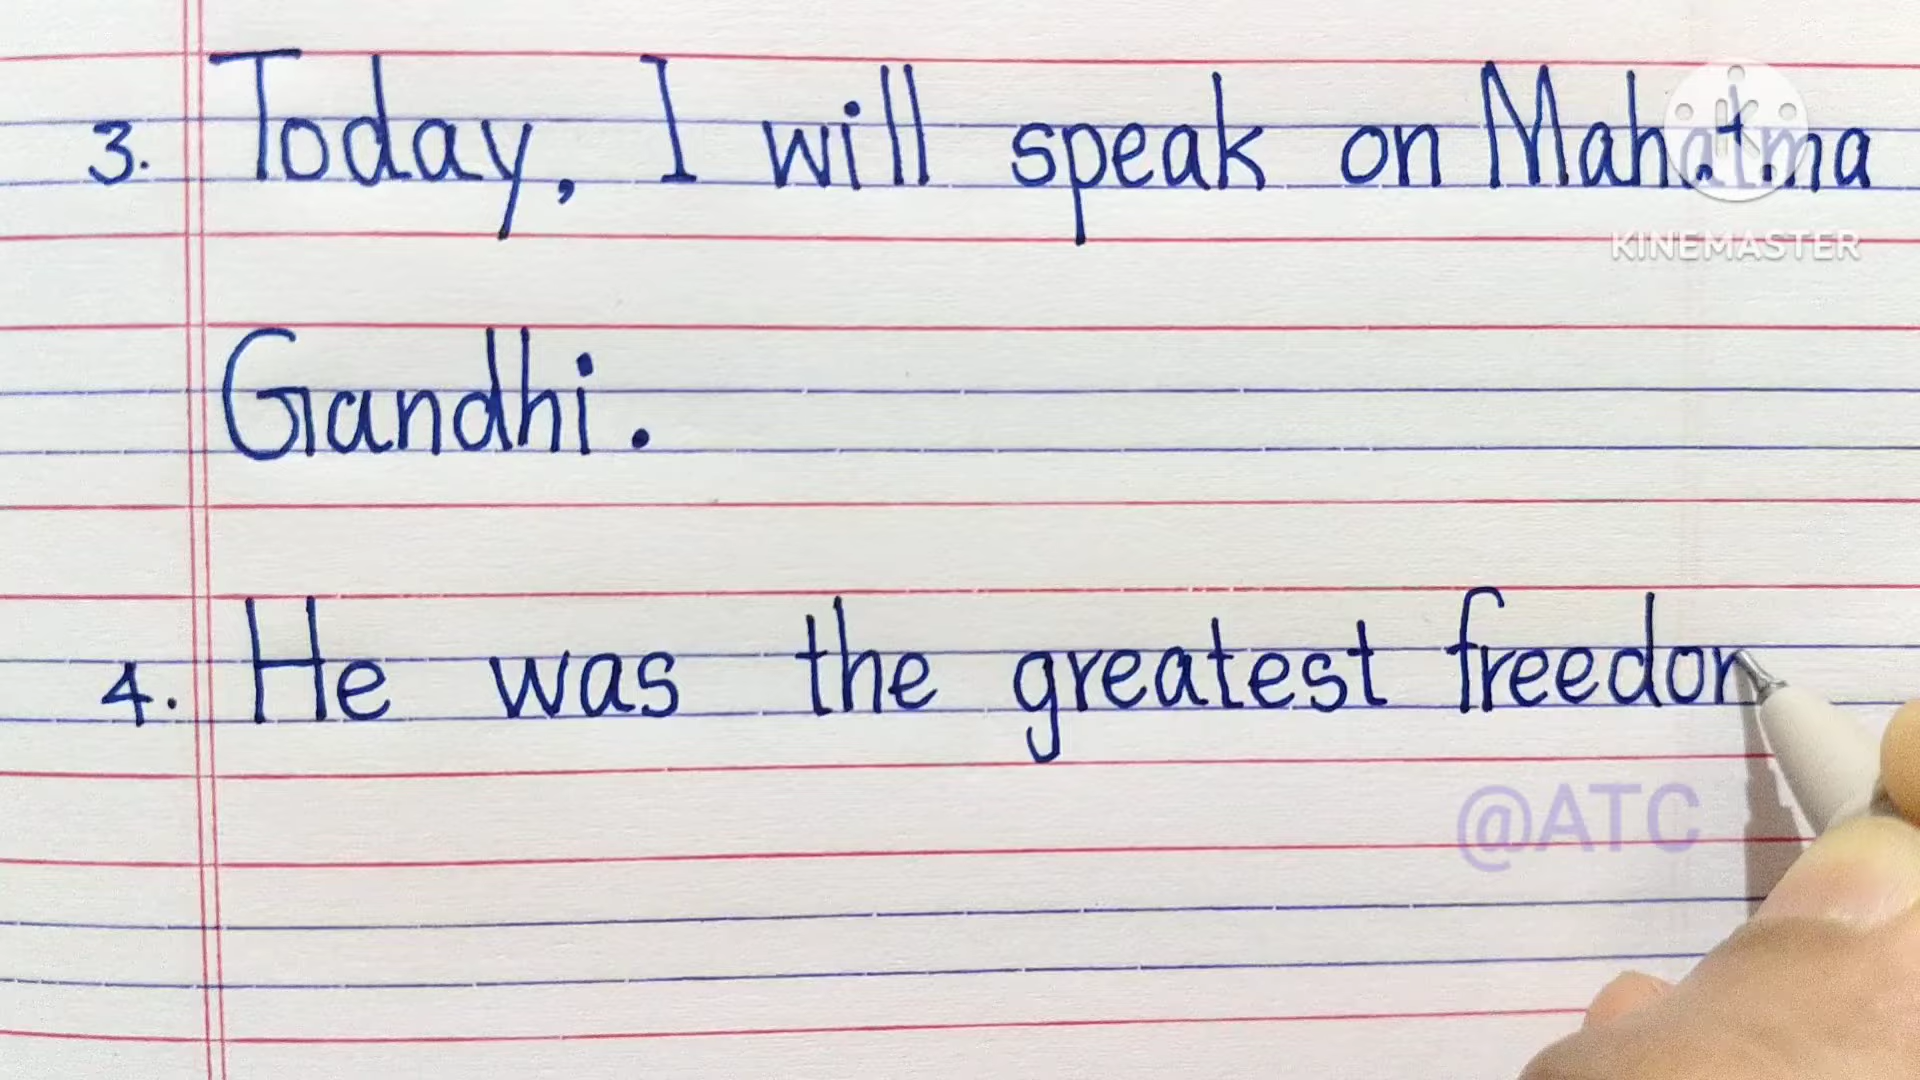 3. Today, I will speak on Mahatma
KINEMASTER
Gandhi.
4. He was the greatest freedom
@ATC